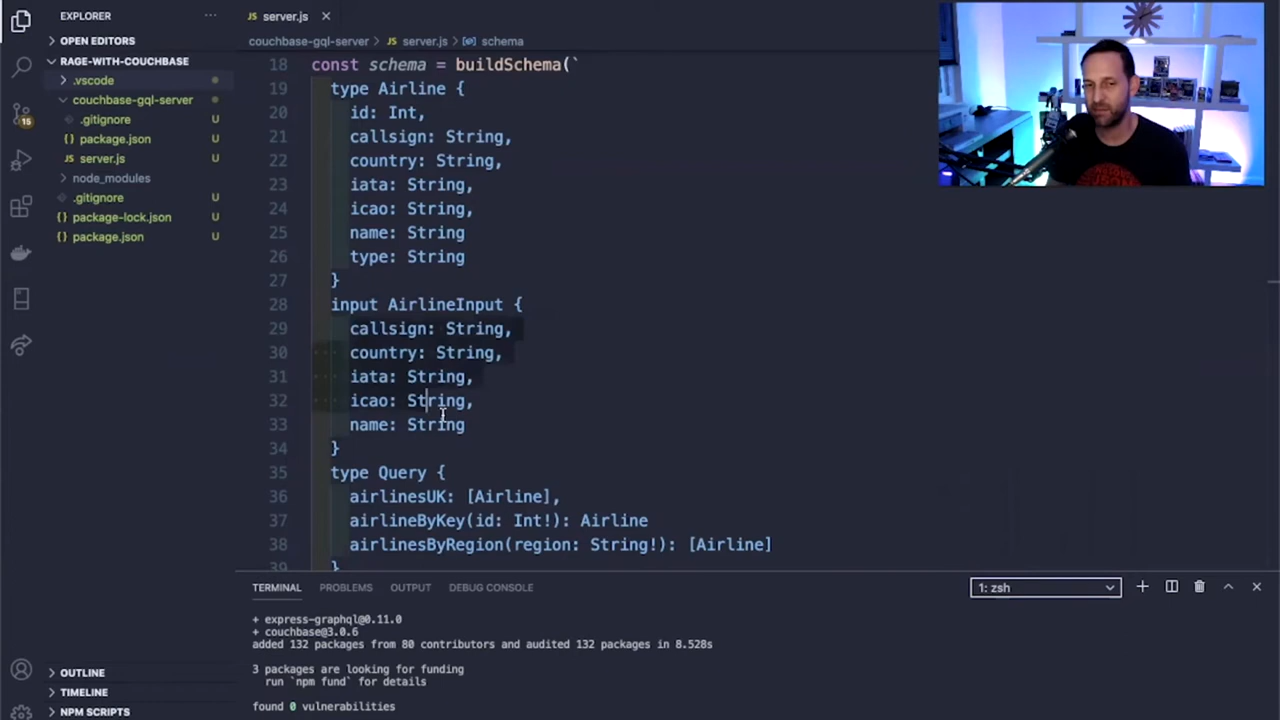 EXPLORER
server.js
OPEN EDITORS
couchbase-gql-server > server.js > schema
RAGE-WITH-COUCHBASE
.vscode
couchbase-gql-server
.gitignore U
package.json U
server.js U
node_modules
.gitignore U
package-lock.json U
package.json U
15
OUTLINE
TIMELINE
NPM SCRIPTS
18 const schema = buildSchema(`
19 type Airline {
20 id: Int,
21 callsign: String,
22 country: String,
23 iata: String,
24 icao: String,
25 name: String
26 type: String
27 }
28 input AirlineInput {
29 callsign: String,
30 country: String,
31 iata: String,
32 icao: String,
33 name: String
34 }
35 type Query {
36 airlinesUK: [Airline],
37 airlineByKey(id: Int!): Airline
38 airlinesByRegion(region: String!): [Airline]
39 }
TERMINAL PROBLEMS OUTPUT DEBUG CONSOLE 1: zsh
+ express-graphql@0.11.0
+ couchbase@3.0.6
added 132 packages from 80 contributors and audited 132 packages in 8.528s
3 packages are looking for funding
run `npm fund` for details
found 0 vulnerabilities